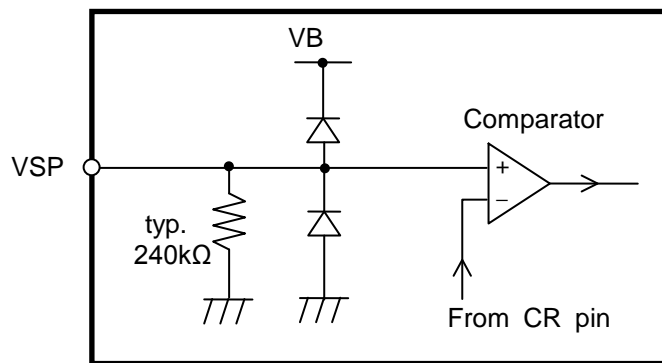 VB
Comparator
VSP
+
−
typ.
240kΩ
From CR pin